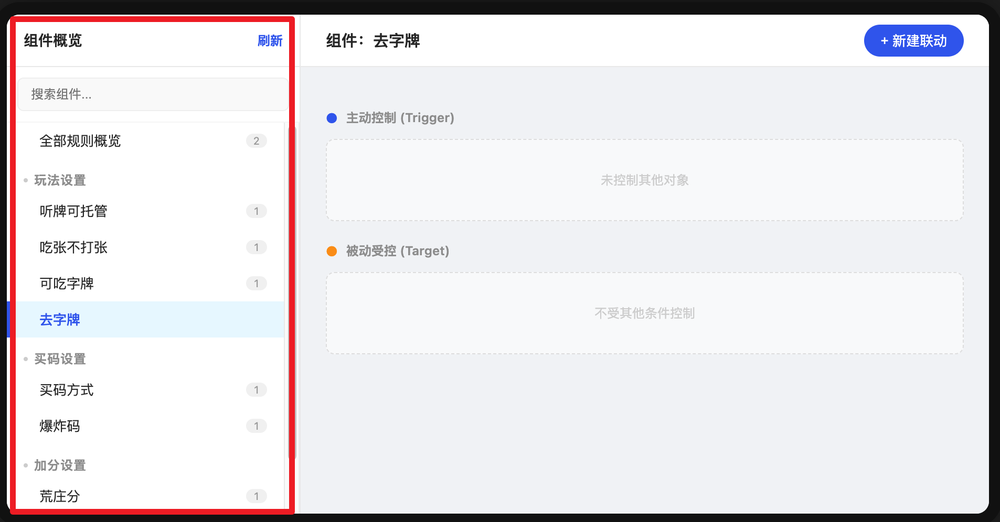 组件概览
刷新
搜索组件...
全部规则概览 2
玩法设置
听牌可托管 1
吃张不打张 1
可吃字牌 1
去字牌
买码设置
买码方式 1
爆炸码 1
加分设置
荒庄分 1
组件：去字牌
+ 新建联动
主动控制 (Trigger)
未控制其他对象
被动受控 (Target)
不受其他条件控制